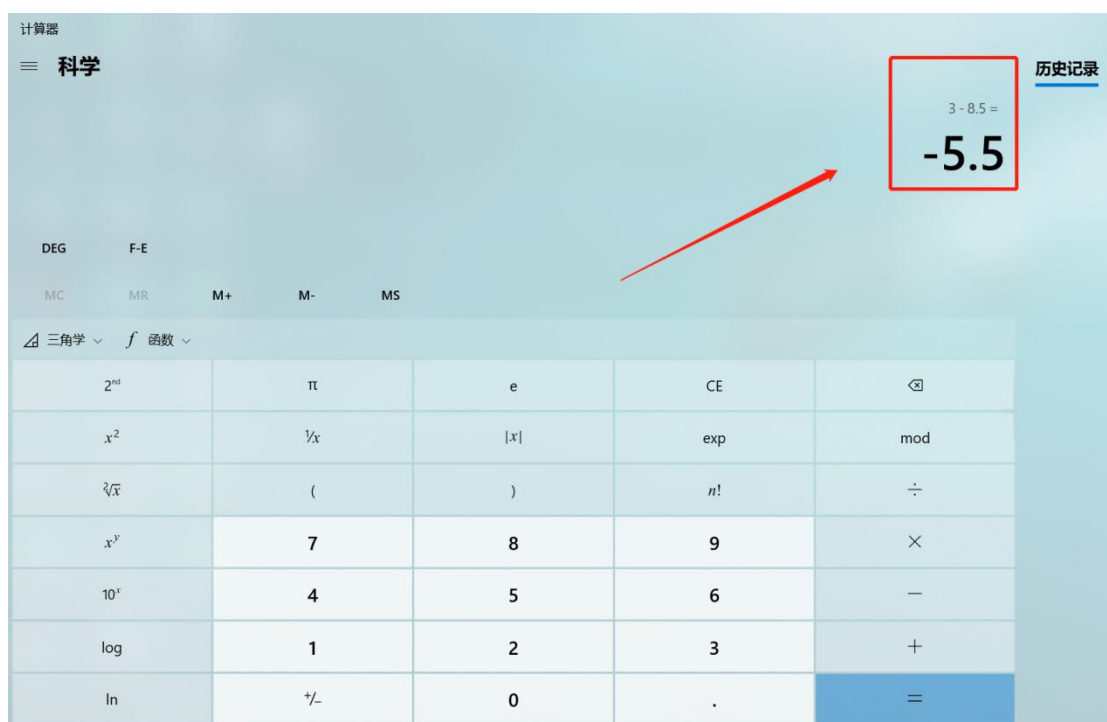 计算器
科学
历史记录
3 - 8.5 =
-5.5
DEG F-E
MC MR M+ M- MS
三角学 f 函数
2ⁿᵈ π e CE
x² ¹/x |x| exp mod
²√x ( ) n! ÷
xʸ 7 8 9 ×
10ˣ 4 5 6 −
log 1 2 3 +
ln +/− 0 . =